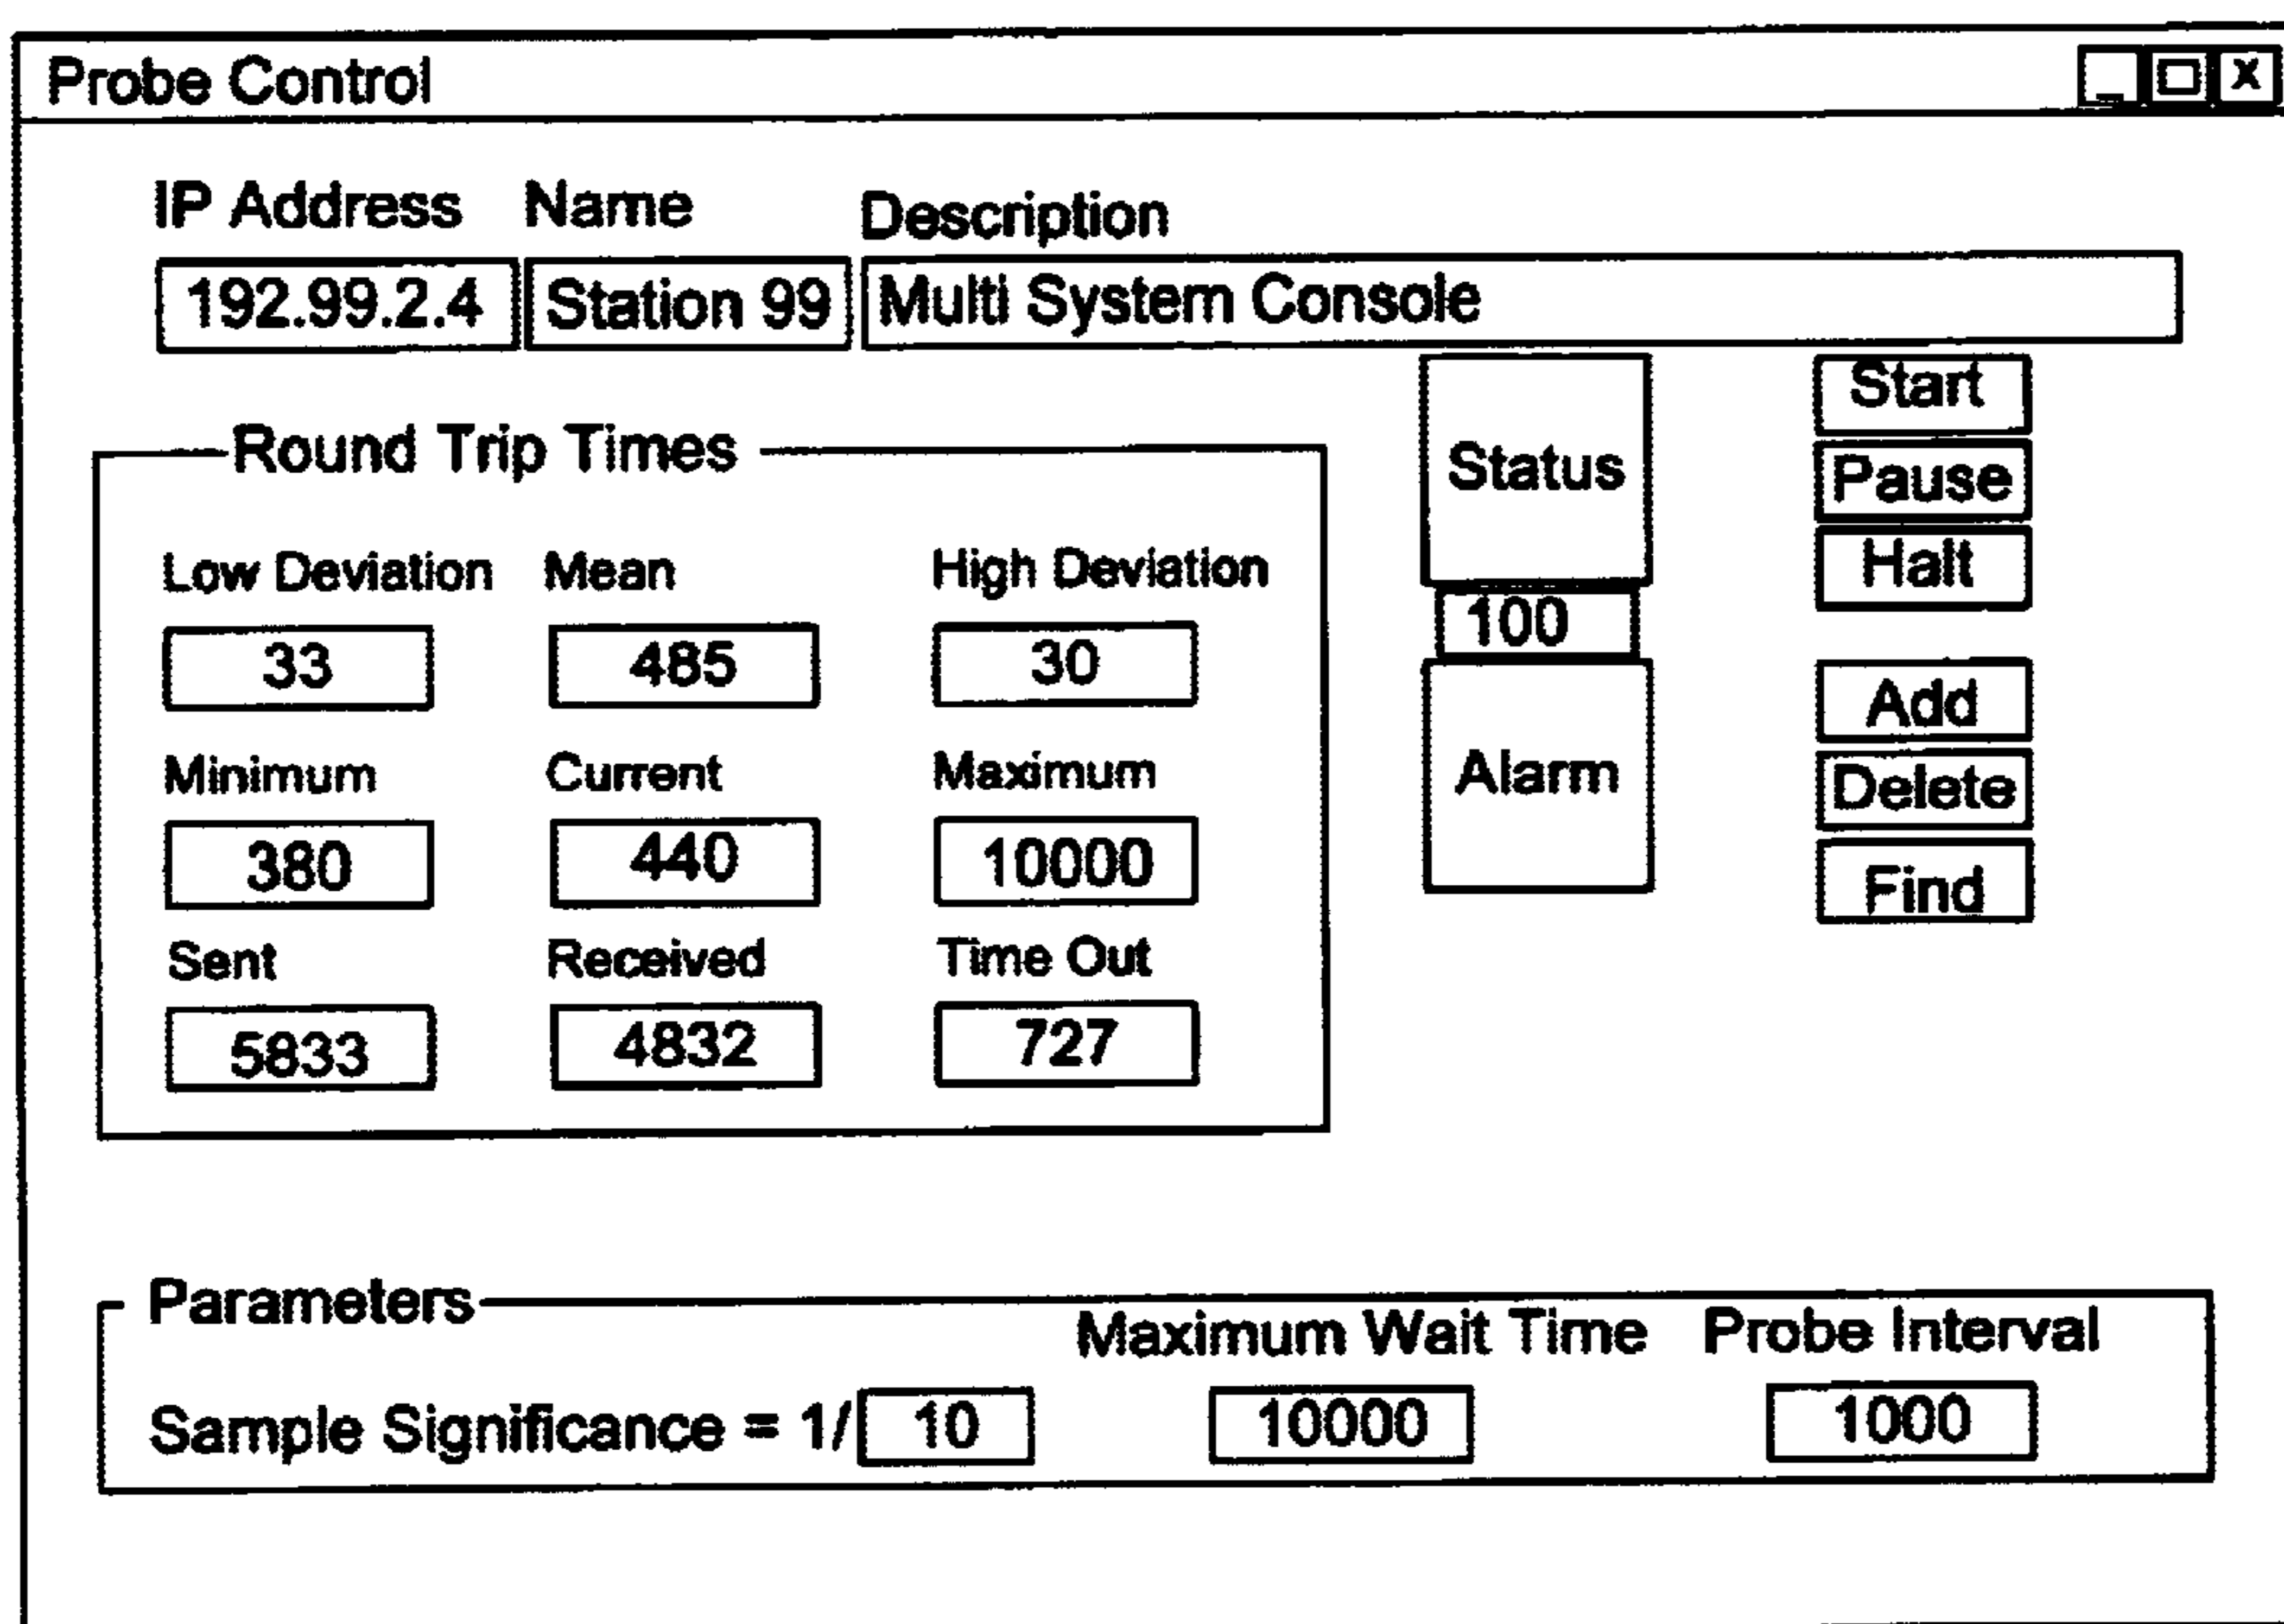 Probe Control
_ □ X
IP Address Name Description
192.99.2.4 Station 99 Multi System Console
Start
Pause
Halt
Round Trip Times
Status
Low Deviation Mean High Deviation
33 485 30
100
Minimum Current Maximum
380 440 10000
Alarm
Add
Delete
Find
Sent Received Time Out
5833 4832 727
Parameters
Maximum Wait Time Probe Interval
Sample Significance = 1/ 10 10000 1000